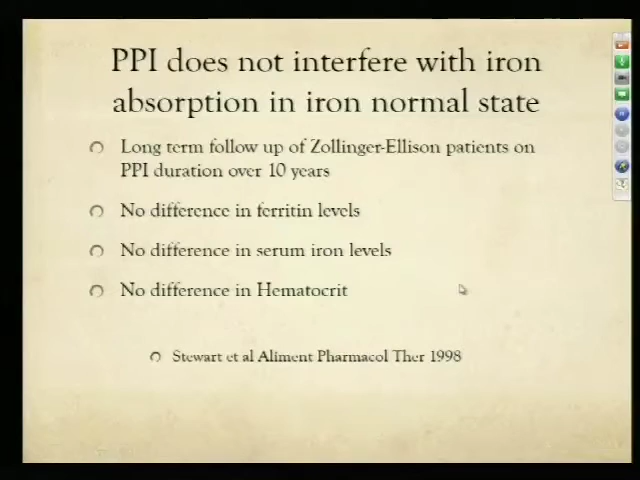 PPI does not interfere with iron
absorption in iron normal state
Long term follow up of Zollinger-Ellison patients on
PPI duration over 10 years
No difference in ferritin levels
No difference in serum iron levels
No difference in Hematocrit
Stewart et al Aliment Pharmacol Ther 1998